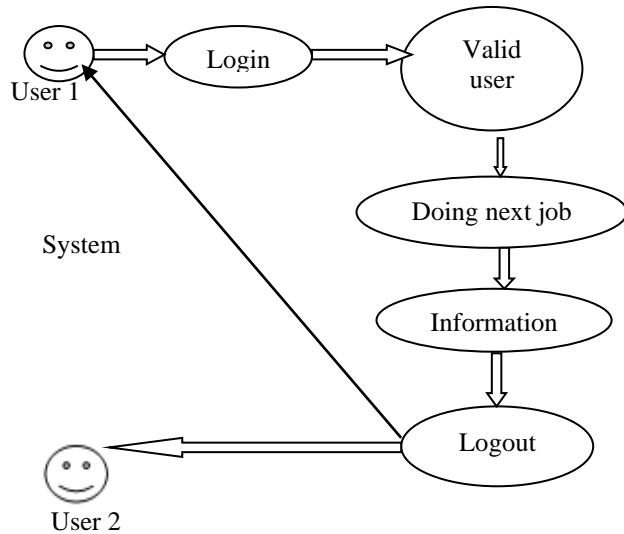 Login
Valid
user
User 1
Doing next job
System
Information
Logout
User 2